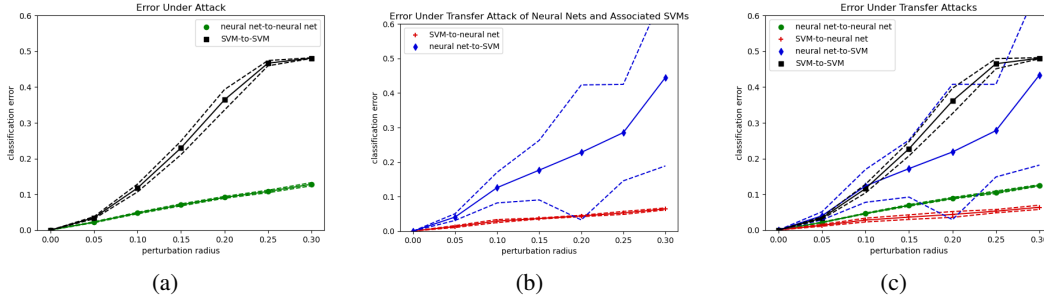 Error Under Attack
neural net-to-neural net
SVM-to-SVM
classification error
0.6
0.5
0.4
0.3
0.2
0.1
0.0
0.00 0.05 0.10 0.15 0.20 0.25 0.30
perturbation radius
(a)
Error Under Transfer Attack of Neural Nets and Associated SVMs
SVM-to-neural net
neural net-to-SVM
classification error
0.6
0.5
0.4
0.3
0.2
0.1
0.0
0.00 0.05 0.10 0.15 0.20 0.25 0.30
perturbation radius
(b)
Error Under Transfer Attacks
neural net-to-neural net
SVM-to-neural net
neural net-to-SVM
SVM-to-SVM
classification error
0.6
0.5
0.4
0.3
0.2
0.1
0.0
0.00 0.05 0.10 0.15 0.20 0.25 0.30
perturbation radius
(c)